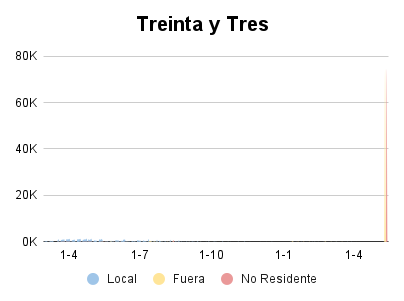 Treinta y Tres
80K
60K
40K
20K
0K
1-4 1-7 1-10 1-1 1-4
Local Fuera No Residente